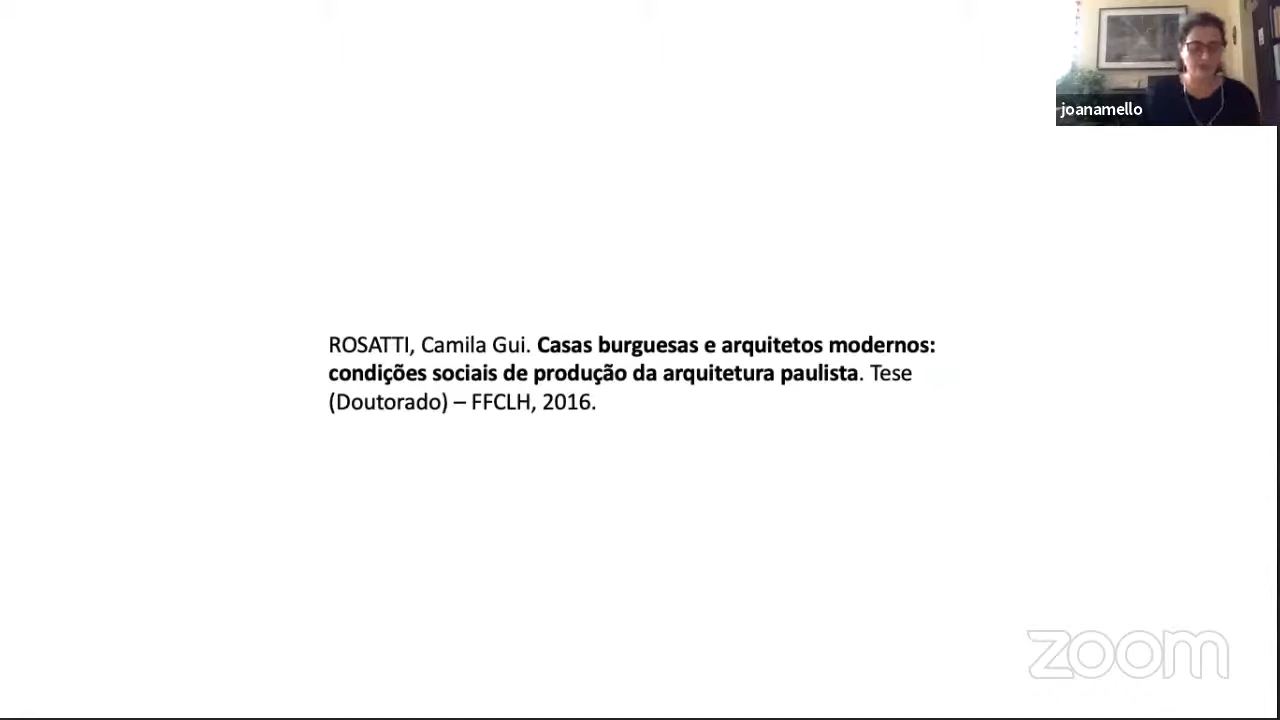 joanamello
ROSATTI, Camila Gui. Casas burguesas e arquitetos modernos:
condições sociais de produção da arquitetura paulista. Tese
(Doutorado) – FFCLH, 2016.
zoom